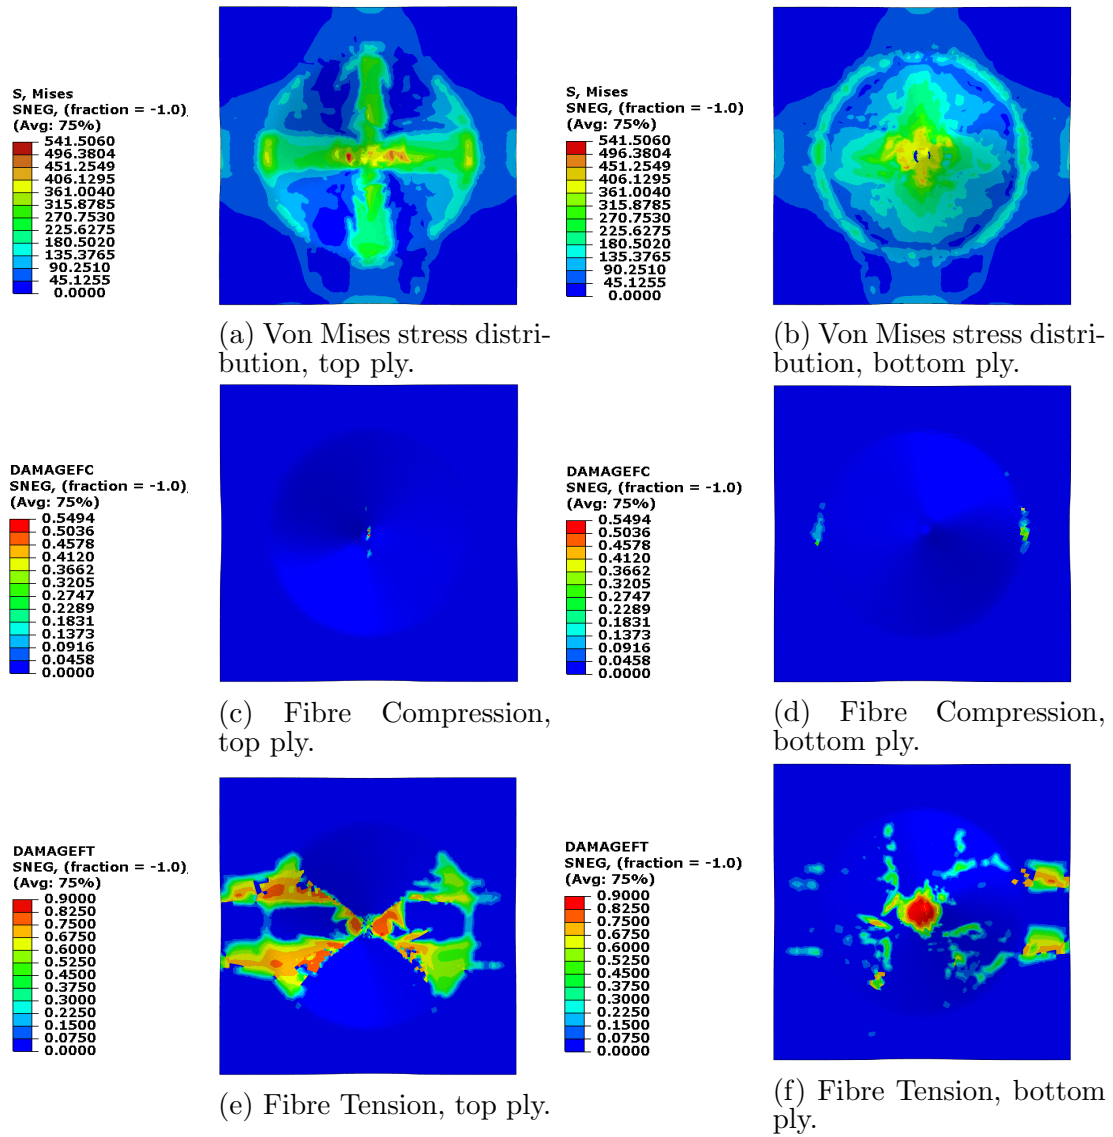 S, Mises
SNEG, (fraction = -1.0)
(Avg: 75%)
541.5060
496.3804
451.2549
406.1295
361.0040
315.8785
270.7530
225.6275
180.5020
135.3765
90.2510
45.1255
0.0000
S, Mises
SNEG, (fraction = -1.0)
(Avg: 75%)
541.5060
496.3804
451.2549
406.1295
361.0040
315.8785
270.7530
225.6275
180.5020
135.3765
90.2510
45.1255
0.0000
(a) Von Mises stress distri-
bution, top ply.
(b) Von Mises stress distri-
bution, bottom ply.
DAMAGEFC
SNEG, (fraction = -1.0)
(Avg: 75%)
0.5494
0.5036
0.4578
0.4120
0.3662
0.3205
0.2747
0.2289
0.1831
0.1373
0.0916
0.0458
0.0000
DAMAGEFC
SNEG, (fraction = -1.0)
(Avg: 75%)
0.5494
0.5036
0.4578
0.4120
0.3662
0.3205
0.2747
0.2289
0.1831
0.1373
0.0916
0.0458
0.0000
(c) Fibre Compression,
top ply.
(d) Fibre Compression,
bottom ply.
DAMAGEFT
SNEG, (fraction = -1.0)
(Avg: 75%)
0.9000
0.8250
0.7500
0.6750
0.6000
0.5250
0.4500
0.3750
0.3000
0.2250
0.1500
0.0750
0.0000
DAMAGEFT
SNEG, (fraction = -1.0)
(Avg: 75%)
0.9000
0.8250
0.7500
0.6750
0.6000
0.5250
0.4500
0.3750
0.3000
0.2250
0.1500
0.0750
0.0000
(e) Fibre Tension, top ply.
(f) Fibre Tension, bottom
ply.